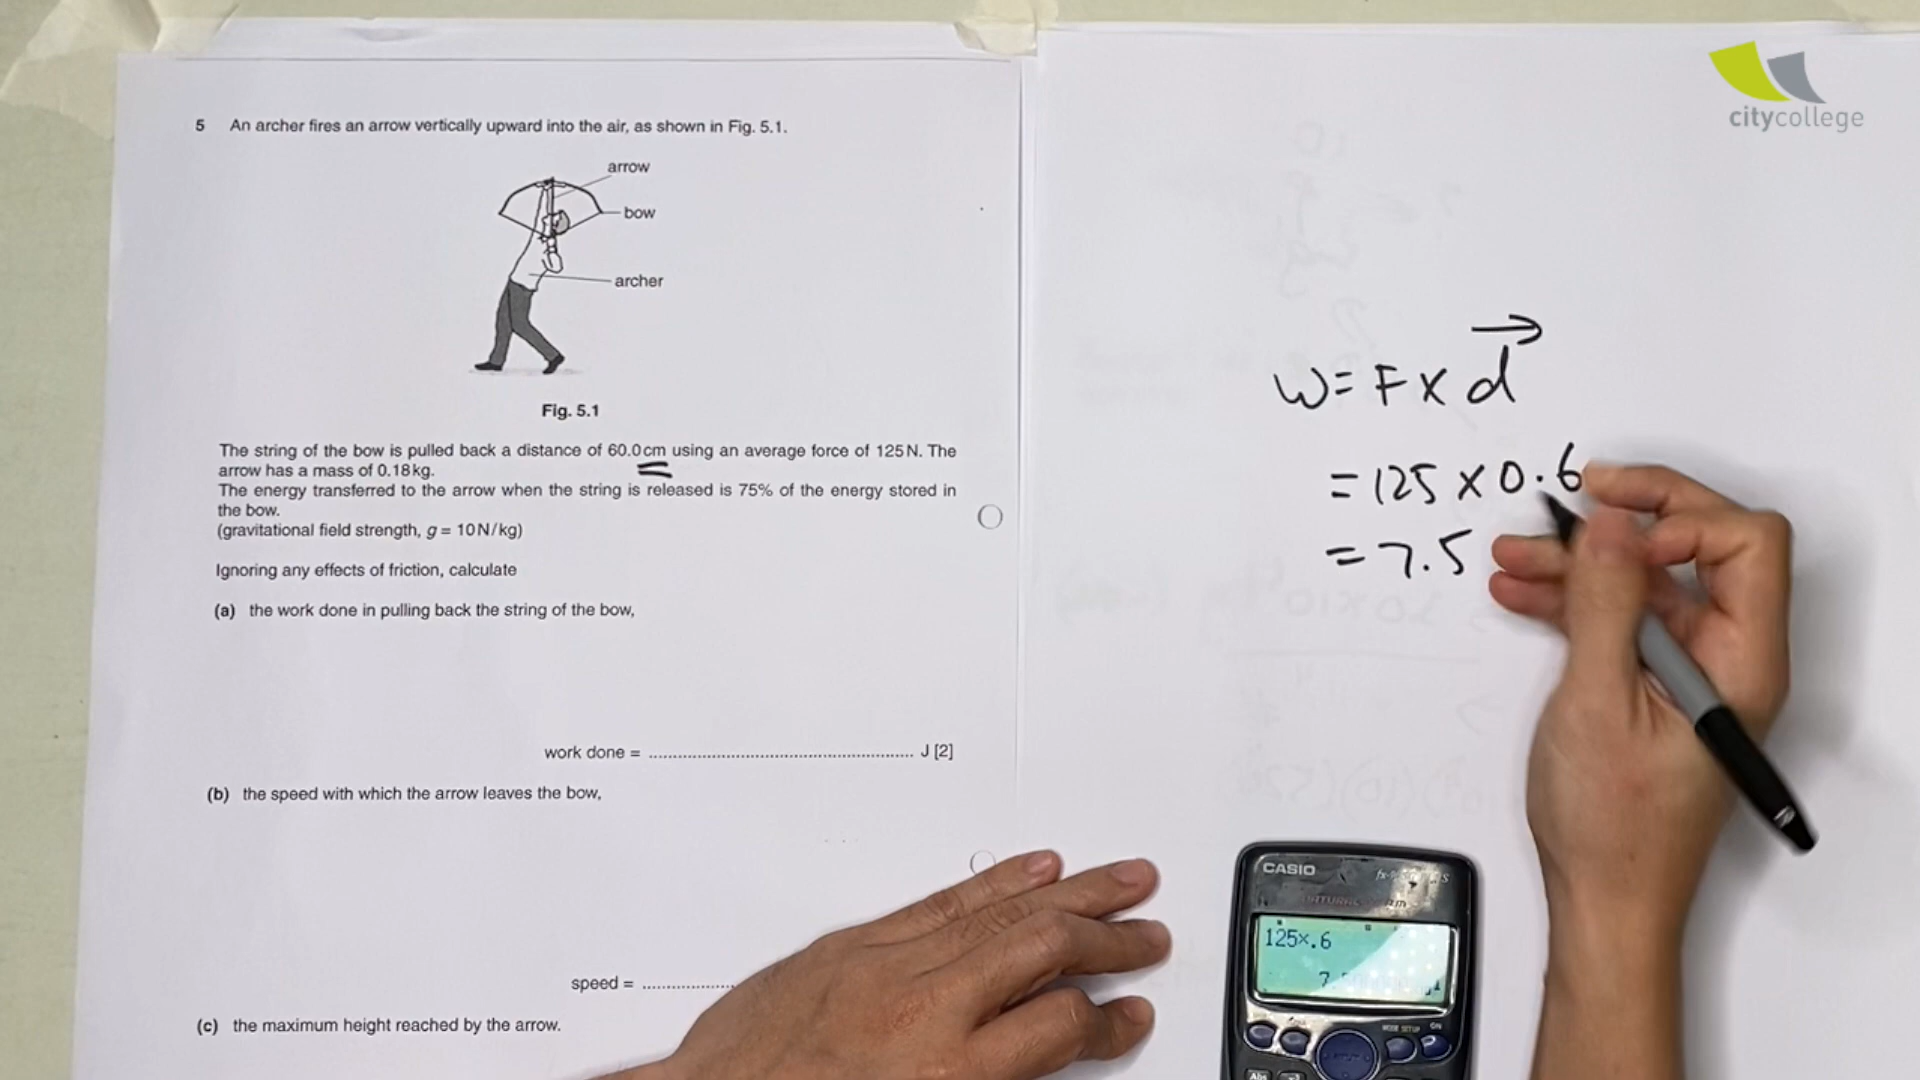 citycollege
5 An archer fires an arrow vertically upward into the air, as shown in Fig. 5.1.
arrow
bow
archer
Fig. 5.1
The string of the bow is pulled back a distance of 60.0cm using an average force of 125N. The
arrow has a mass of 0.18kg.
The energy transferred to the arrow when the string is released is 75% of the energy stored in
the bow.
(gravitational field strength, g = 10N/kg)
Ignoring any effects of friction, calculate
(a) the work done in pulling back the string of the bow,
work done = .................................................... J [2]
(b) the speed with which the arrow leaves the bow,
speed = ..................
(c) the maximum height reached by the arrow.
W = F x d
= 125 x 0.6
= 7.5
CASIO
125×.6